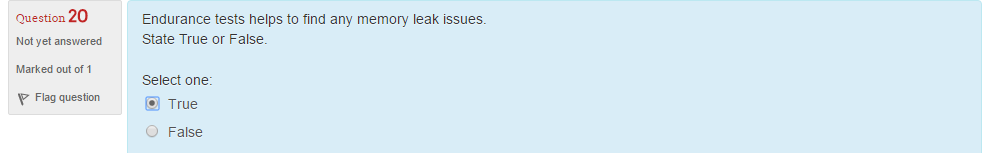 Question 20
Not yet answered
Marked out of 1
Flag question
Endurance tests helps to find any memory leak issues.
State True or False.
Select one:
True
False